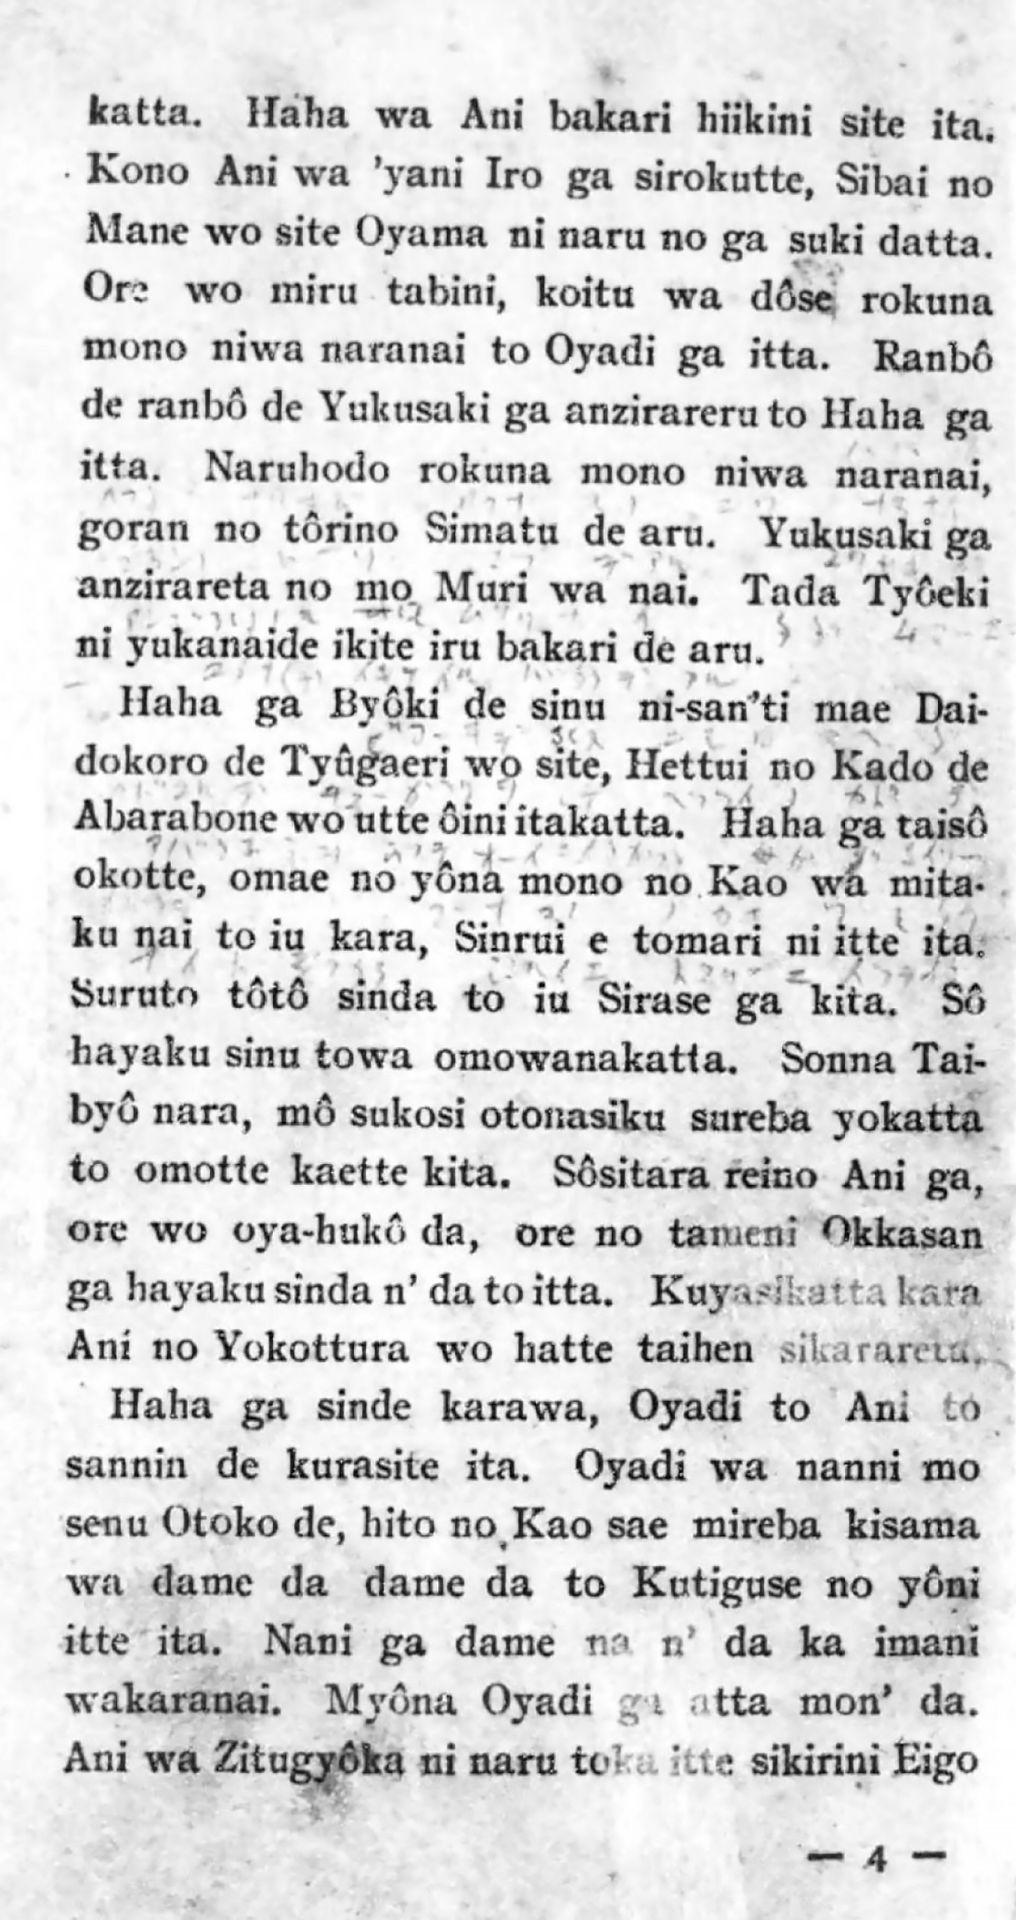 katta. Haha wa Ani bakari hiikini site ita.
Kono Ani wa ’yani Iro ga sirokutte, Sibai no
Mane wo site Oyama ni naru no ga suki datta.
Ore wo miru tabini, koitu wa dôse rokuna
mono niwa naranai to Oyadi ga itta. Ranbô
de ranbô de Yukusaki ga anzirareru to Haha ga
itta. Naruhodo rokuna mono niwa naranai,
goran no tôrino Simatu de aru. Yukusaki ga
anzirareta no mo Muri wa nai. Tada Tyôeki
ni yukanaide ikite iru bakari de aru.
Haha ga Byôki de sinu ni-san’ti mae Dai-
dokoro de Tyûgaeri wo site, Hettui no Kado de
Abarabone wo utte ôini itakatta. Haha ga taisô
okotte, omae no yôna mono no Kao wa mita-
ku nai to iu kara, Sinrui e tomari ni itte ita.
Suruto tôtô sinda to iu Sirase ga kita. Sô
hayaku sinu towa omowanakatta. Sonna Tai-
byô nara, mô sukosi otonasiku sureba yokatta
to omotte kaette kita. Sôsitara reino Ani ga,
ore wo oya-hukô da, ore no tameni Okkasan
ga hayaku sinda n’ da to itta. Kuyasikatta kara
Ani no Yokottura wo hatte taihen sikarareta.
Haha ga sinde karawa, Oyadi to Ani to
sannin de kurasite ita. Oyadi wa nanni mo
senu Otoko de, hito no Kao sae mireba kisama
wa dame da dame da to Kutiguse no yôni
itte ita. Nani ga dame na n’ da ka imani
wakaranai. Myôna Oyadi ga atta mon’ da.
Ani wa Zitugyôka ni naru toka itte sikirini Eigo
— 4 —